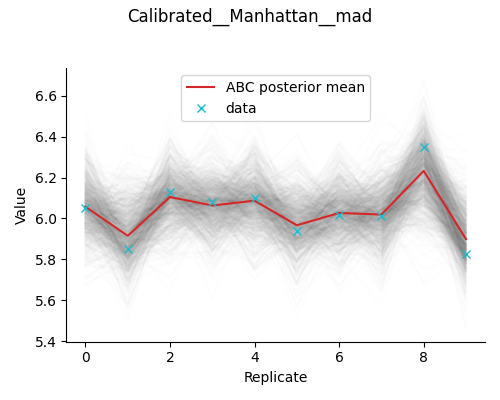 Calibrated__Manhattan__mad
ABC posterior mean
data
Value
6.6
6.4
6.2
6.0
5.8
5.6
5.4
0 2 4 6 8
Replicate